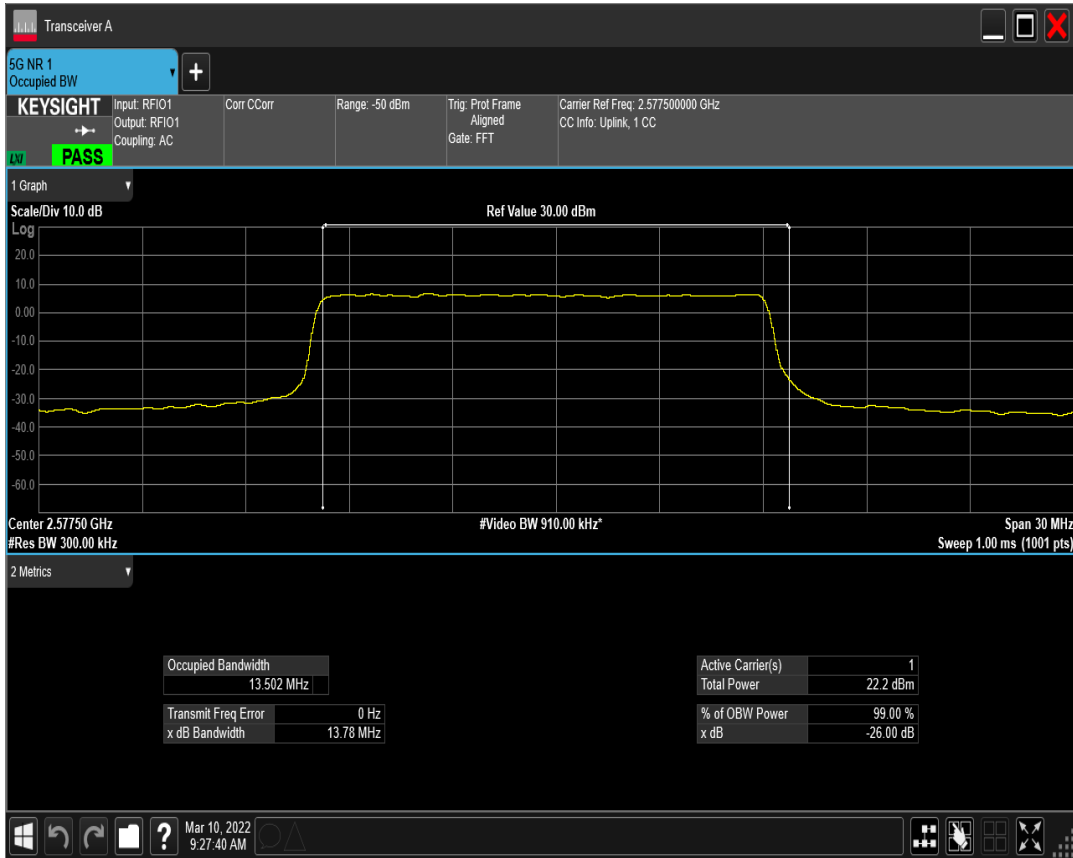 Transceiver A
5G NR 1
Occupied BW
+
KEYSIGHT
LXI
PASS
Input: RFIO1
Output: RFIO1
Coupling: AC
Corr CCorr
Range: -50 dBm
Trig: Prot Frame
Aligned
Gate: FFT
Carrier Ref Freq: 2.577500000 GHz
CC Info: Uplink, 1 CC
1 Graph
Scale/Div 10.0 dB
Ref Value 30.00 dBm
Log
20.0
10.0
0.00
-10.0
-20.0
-30.0
-40.0
-50.0
-60.0
Center 2.57750 GHz
#Video BW 910.00 kHz*
Span 30 MHz
#Res BW 300.00 kHz
Sweep 1.00 ms (1001 pts)
2 Metrics
Occupied Bandwidth
13.502 MHz
Transmit Freq Error 0 Hz
x dB Bandwidth 13.78 MHz
Active Carrier(s) 1
Total Power 22.2 dBm
% of OBW Power 99.00 %
x dB -26.00 dB
?
Mar 10, 2022
9:27:40 AM